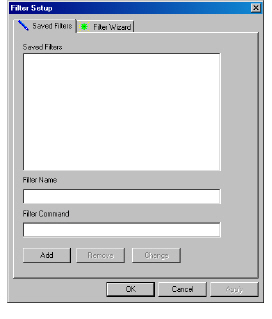 Filter Setup
Saved Filters Filter Wizard
Saved Filters
Filter Name
Filter Command
Add Remove Change
OK Cancel Apply